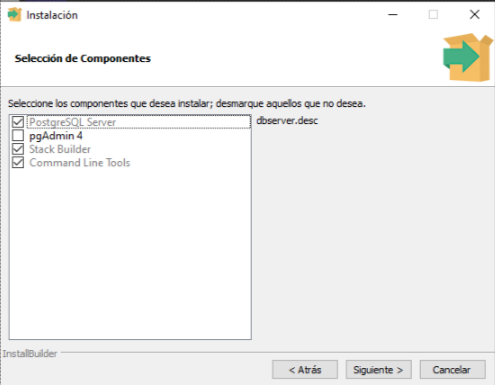 Instalación
Selección de Componentes
Seleccione los componentes que desea instalar; desmarque aquellos que no desea.
PostgreSQL Server
dbserver.desc
pgAdmin 4
Stack Builder
Command Line Tools
InstallBuilder
< Atrás
Siguiente >
Cancelar